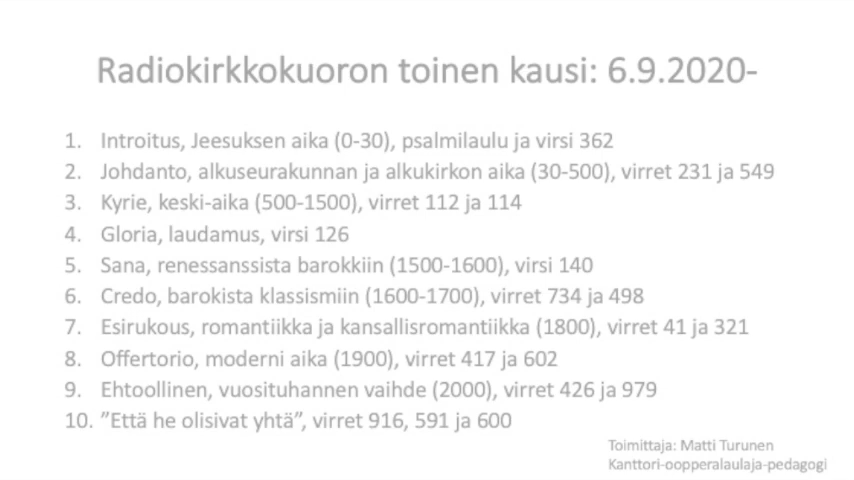 Radiokirkkokuoron toinen kausi: 6.9.2020-
1. Introitus, Jeesuksen aika (0-30), psalmilaulu ja virsi 362
2. Johdanto, alkuseurakunnan ja alkukirkon aika (30-500), virret 231 ja 549
3. Kyrie, keski-aika (500-1500), virret 112 ja 114
4. Gloria, laudamus, virsi 126
5. Sana, renessanssista barokkiin (1500-1600), virsi 140
6. Credo, barokista klassismiin (1600-1700), virret 734 ja 498
7. Esirukous, romantiikka ja kansallisromantiikka (1800), virret 41 ja 321
8. Offertorio, moderni aika (1900), virret 417 ja 602
9. Ehtoollinen, vuosituhannen vaihde (2000), virret 426 ja 979
10. ”Että he olisivat yhtä”, virret 916, 591 ja 600
Toimittaja: Matti Turunen
Kanttori-oopperalaulaja-pedagogi